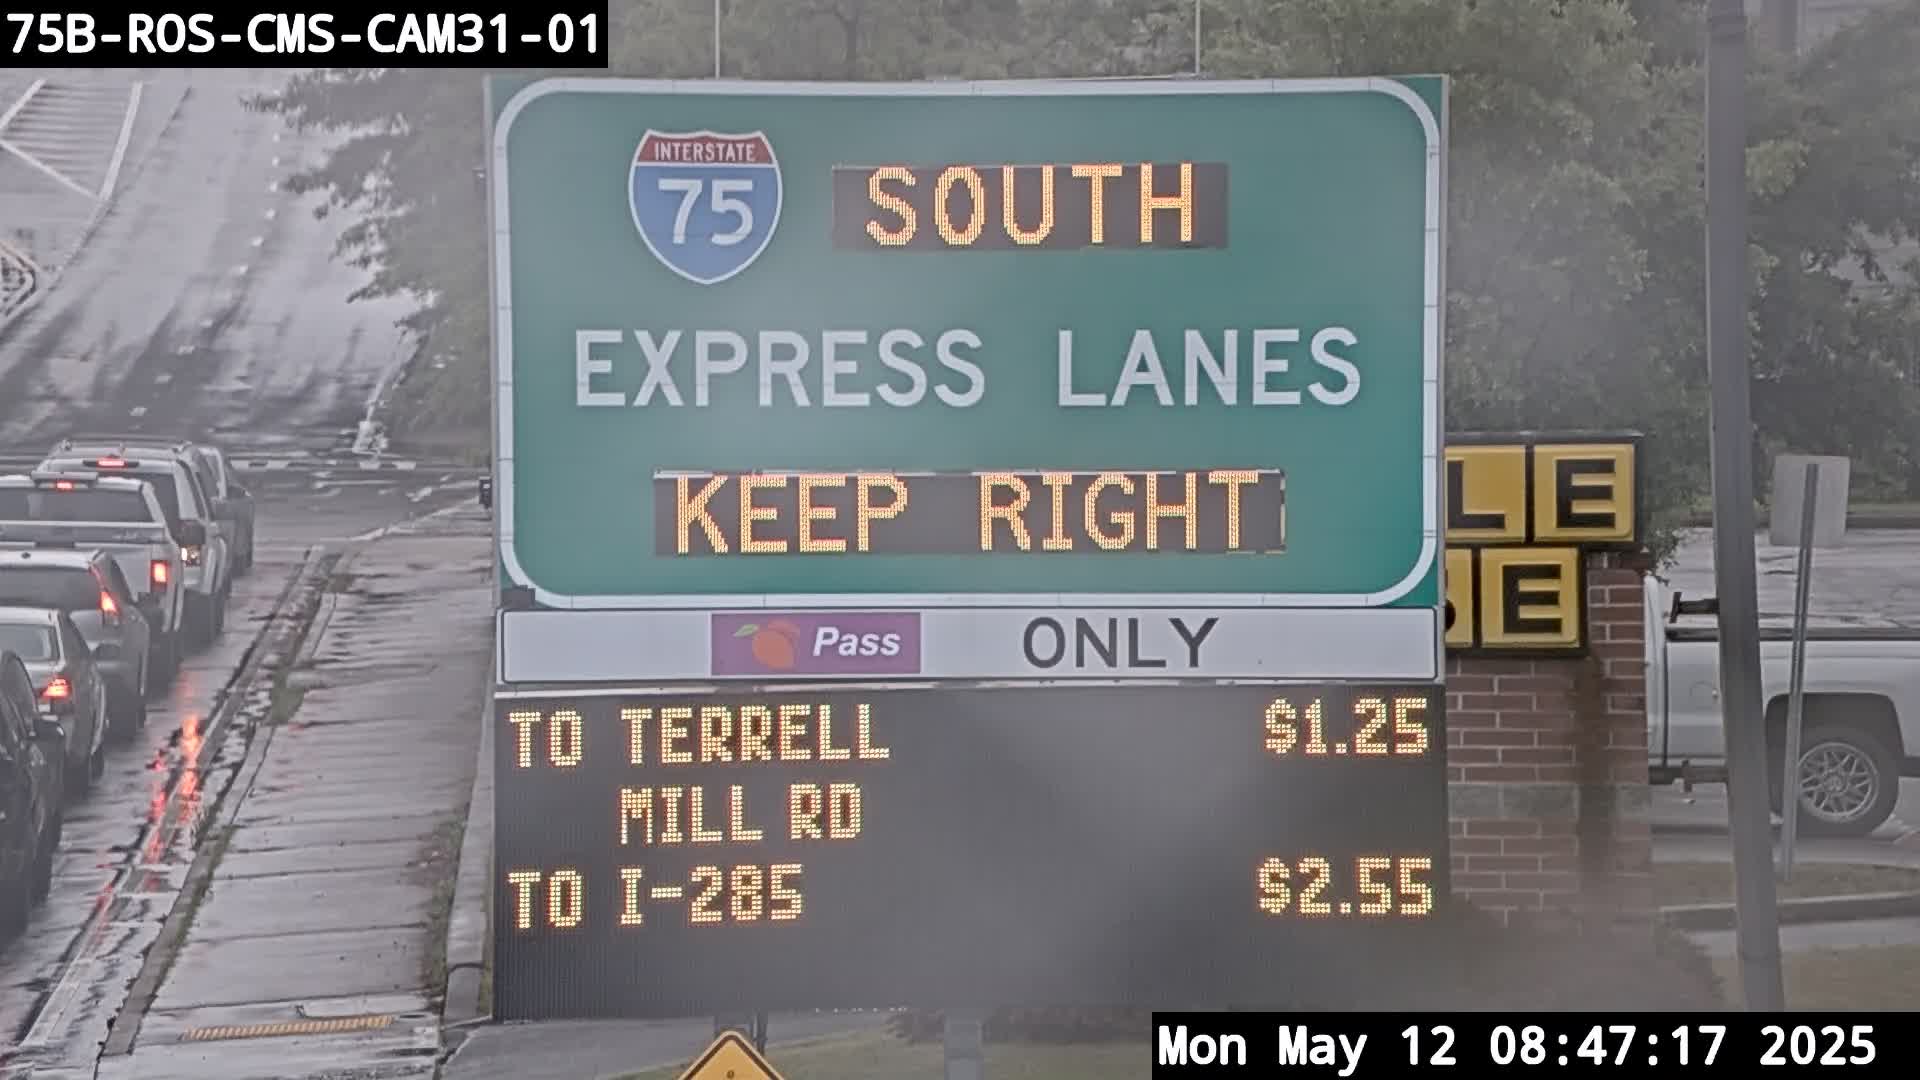 75B-ROS-CMS-CAM31-01
INTERSTATE
75
SOUTH
EXPRESS LANES
KEEP RIGHT
Pass ONLY
TO TERRELL $1.25
MILL RD
TO I-285 $2.55
LE
E
Mon May 12 08:47:17 2025